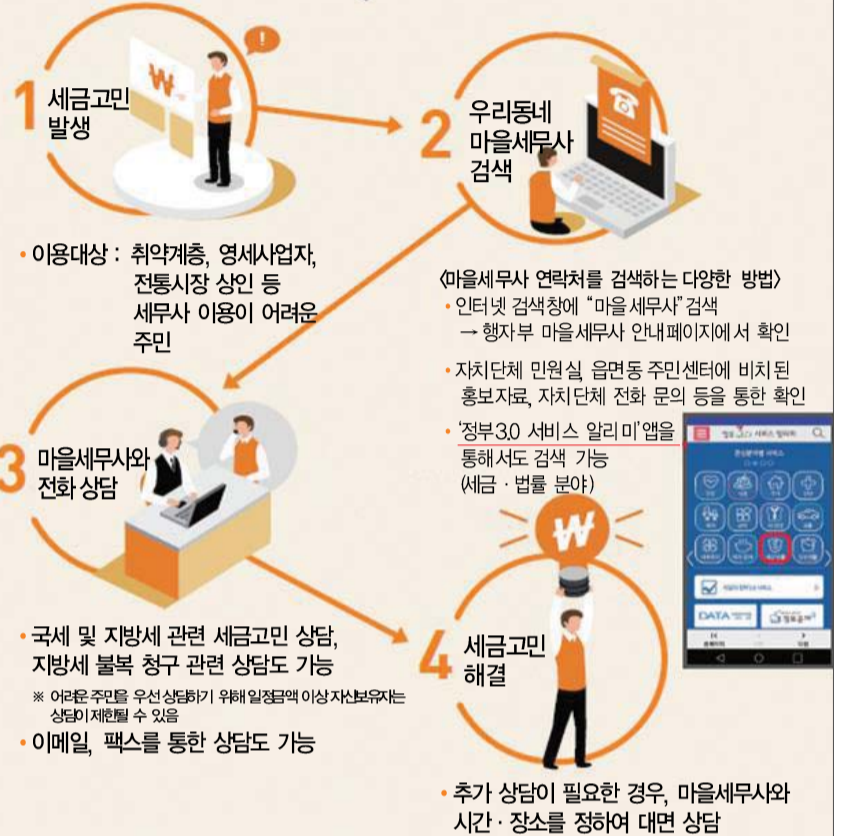 1 세금고민
발생
• 이용대상 : 취약계층, 영세사업자,
전통시장 상인 등
세무사 이용이 어려운
주민
2 우리동네
마을세무사
검색
<마을세무사 연락처를 검색하는 다양한 방법>
• 인터넷 검색창에 “마을세무사”검색
→ 행자부 마을세무사 안내페이지에서 확인
• 자치단체 민원실, 읍면동 주민센터에 비치된
홍보자료, 자치단체 전화 문의 등을 통한 확인
• ‘정부3.0 서비스 알리미’앱을
통해서도 검색 가능
(세금 · 법률 분야)
3 마을세무사와
전화 상담
• 국세 및 지방세 관련 세금고민 상담,
지방세 불복 청구 관련 상담도 가능
※ 어려운 주민을 우선 상담하기 위해 일정금액 이상 자산보유자는
상담이 제한될 수 있음
• 이메일, 팩스를 통한 상담도 가능
4 세금고민
해결
• 추가 상담이 필요한 경우, 마을세무사와
시간 · 장소를 정하여 대면 상담
₩
!
₩
정부3.0 서비스 알리미
DATA